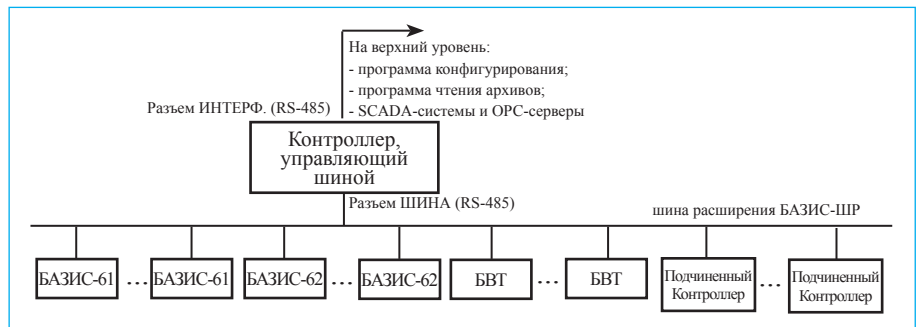 На верхний уровень:
- программа конфигурирования;
- программа чтения архивов;
- SCADA-системы и OPC-серверы
Разъем ИНТЕРФ. (RS-485)
Контроллер,
управляющий
шиной
Разъем ШИНА (RS-485)
шина расширения БАЗИС-ШР
БАЗИС-61 ... БАЗИС-61 БАЗИС-62 ... БАЗИС-62 БВТ ... БВТ Подчиненный ... Подчиненный
Контроллер Контроллер